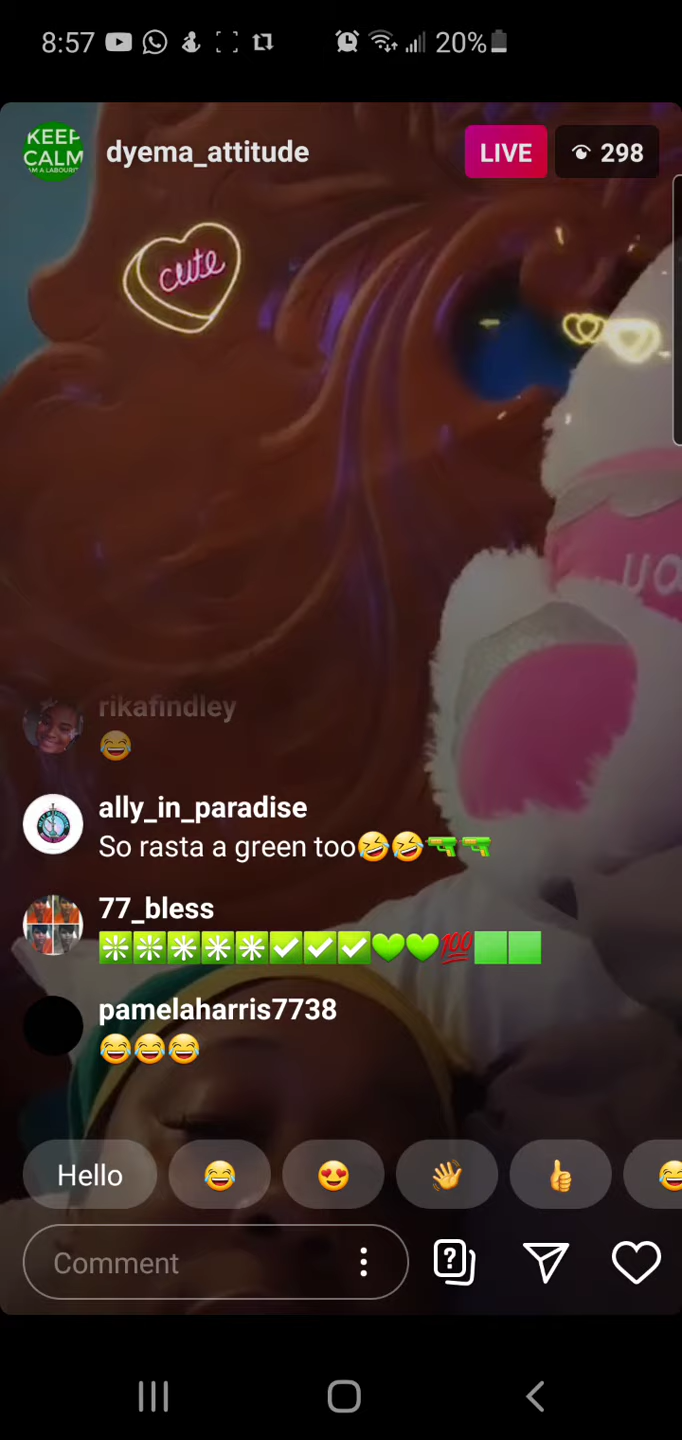 8:57
20%
KEEP
CALM
dyema_attitude
LIVE
298
cute
rikafindley
😂
ally_in_paradise
So rasta a green too🤣🤣🔫🔫
77_bless
❇️❇️✳️✳️✳️✅✅✅💚💚💯🟩🟩
pamelaharris7738
😂😂😂
Hello 😂 😍 👋 👍 😂
Comment